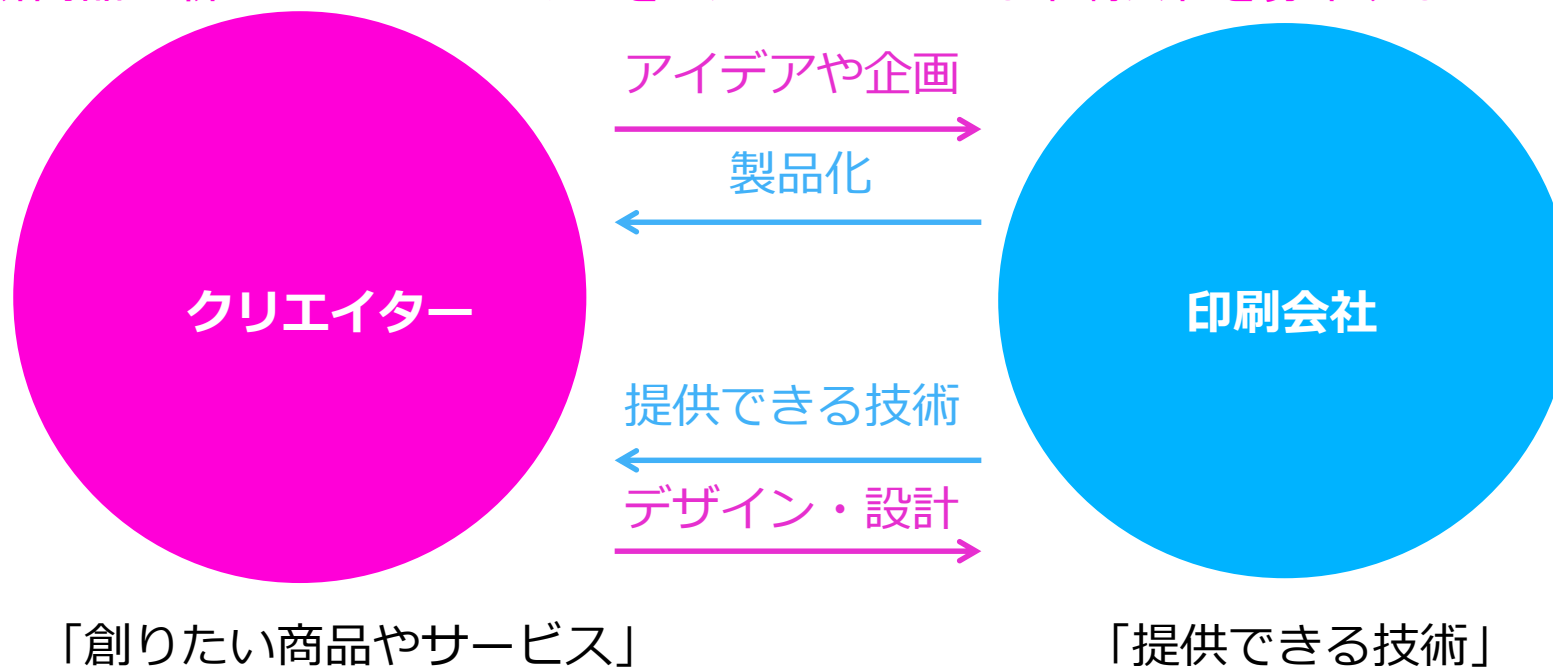 アイデアや企画
製品化
クリエイター
印刷会社
提供できる技術
デザイン・設計
「創りたい商品やサービス」
「提供できる技術」